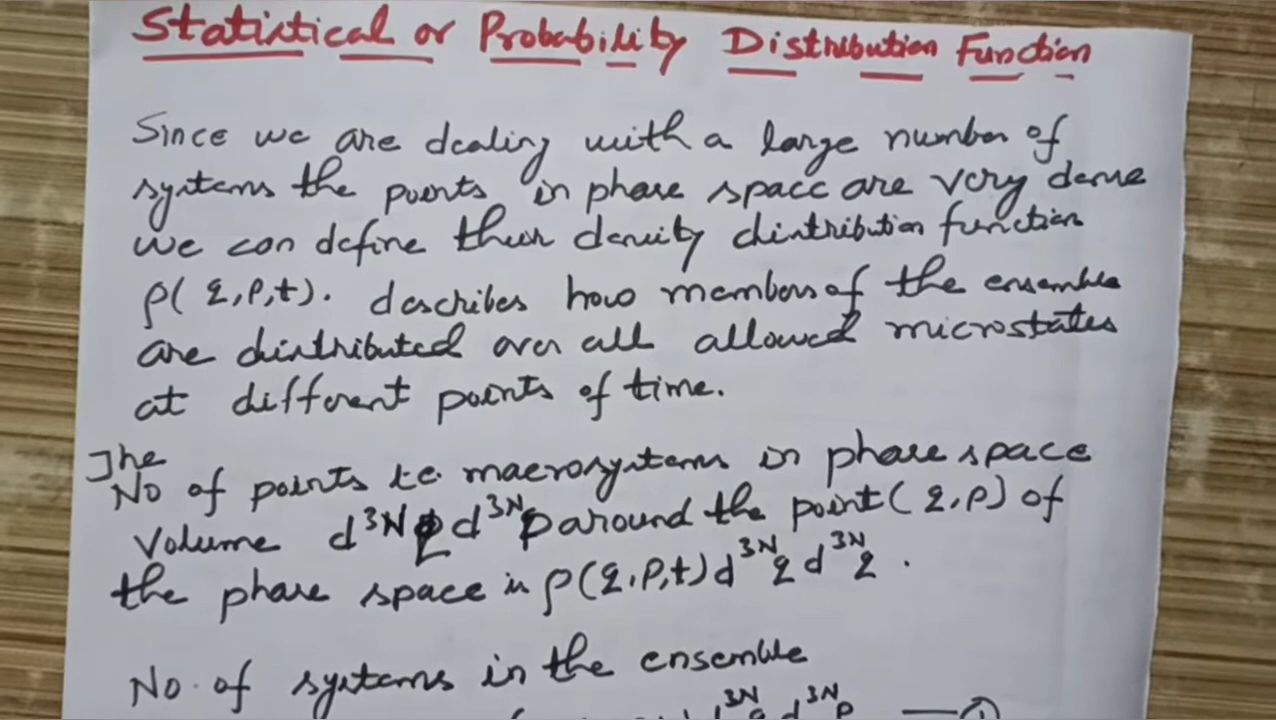 Statistical or Probability Distribution Function
Since we are dealing with a large number of
systems the points in phase space are very dense
we can define their density distribution function
ρ(q,p,t). describes how members of the ensemble
are distributed over all allowed microstates
at different points of time.
The
No of points i.e. macrosystems in phase space
Volume d³ᴺq d³ᴺp around the point (q,p) of
the phase space is ρ(q,p,t) d³ᴺq d³ᴺq.
No. of systems in the ensemble
d³ᴺq d³ᴺp — ①